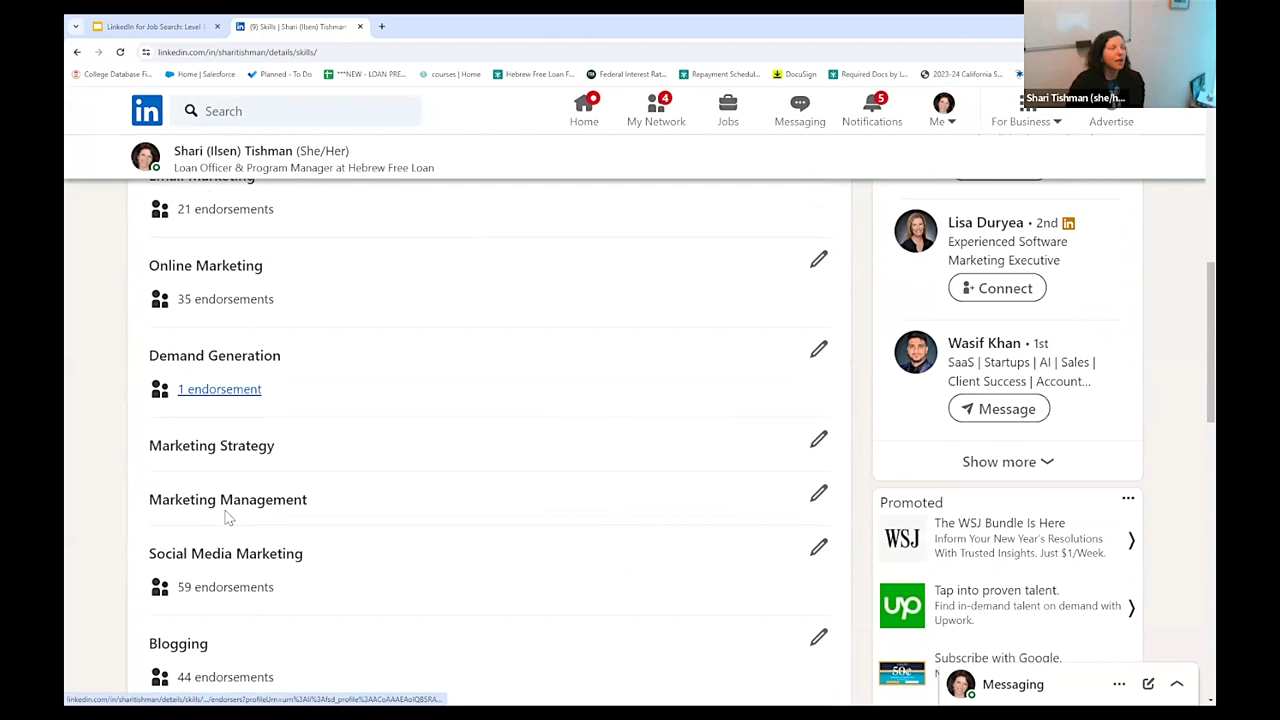 LinkedIn for Job Search: Level
(9) Skills | Shari (Ilsen) Tishman
linkedin.com/in/sharitishman/details/skills/
College Database Fi...
Home | Salesforce
Planned - To Do
***NEW - LOAN PRE...
courses | Home
Hebrew Free Loan F...
Federal Interest Rat...
Repayment Schedul...
DocuSign
Required Docs by L...
2023-24 California S...
Shari Tishman (she/h...
in
Search
4
5
Home
My Network
Jobs
Messaging
Notifications
Me
For Business
Advertise
Shari (Ilsen) Tishman (She/Her)
Loan Officer & Program Manager at Hebrew Free Loan
Email Marketing
21 endorsements
Online Marketing
35 endorsements
Demand Generation
1 endorsement
Marketing Strategy
Marketing Management
Social Media Marketing
59 endorsements
Blogging
44 endorsements
Lisa Duryea • 2nd in
Experienced Software
Marketing Executive
Connect
Wasif Khan • 1st
SaaS | Startups | AI | Sales |
Client Success | Account...
Message
Show more
Promoted
WSJ
The WSJ Bundle Is Here
Inform Your New Year's Resolutions
With Trusted Insights. Just $1/Week.
up
Tap into proven talent.
Find in-demand talent on demand with
Upwork.
50¢
Subscribe with Google.
Messaging